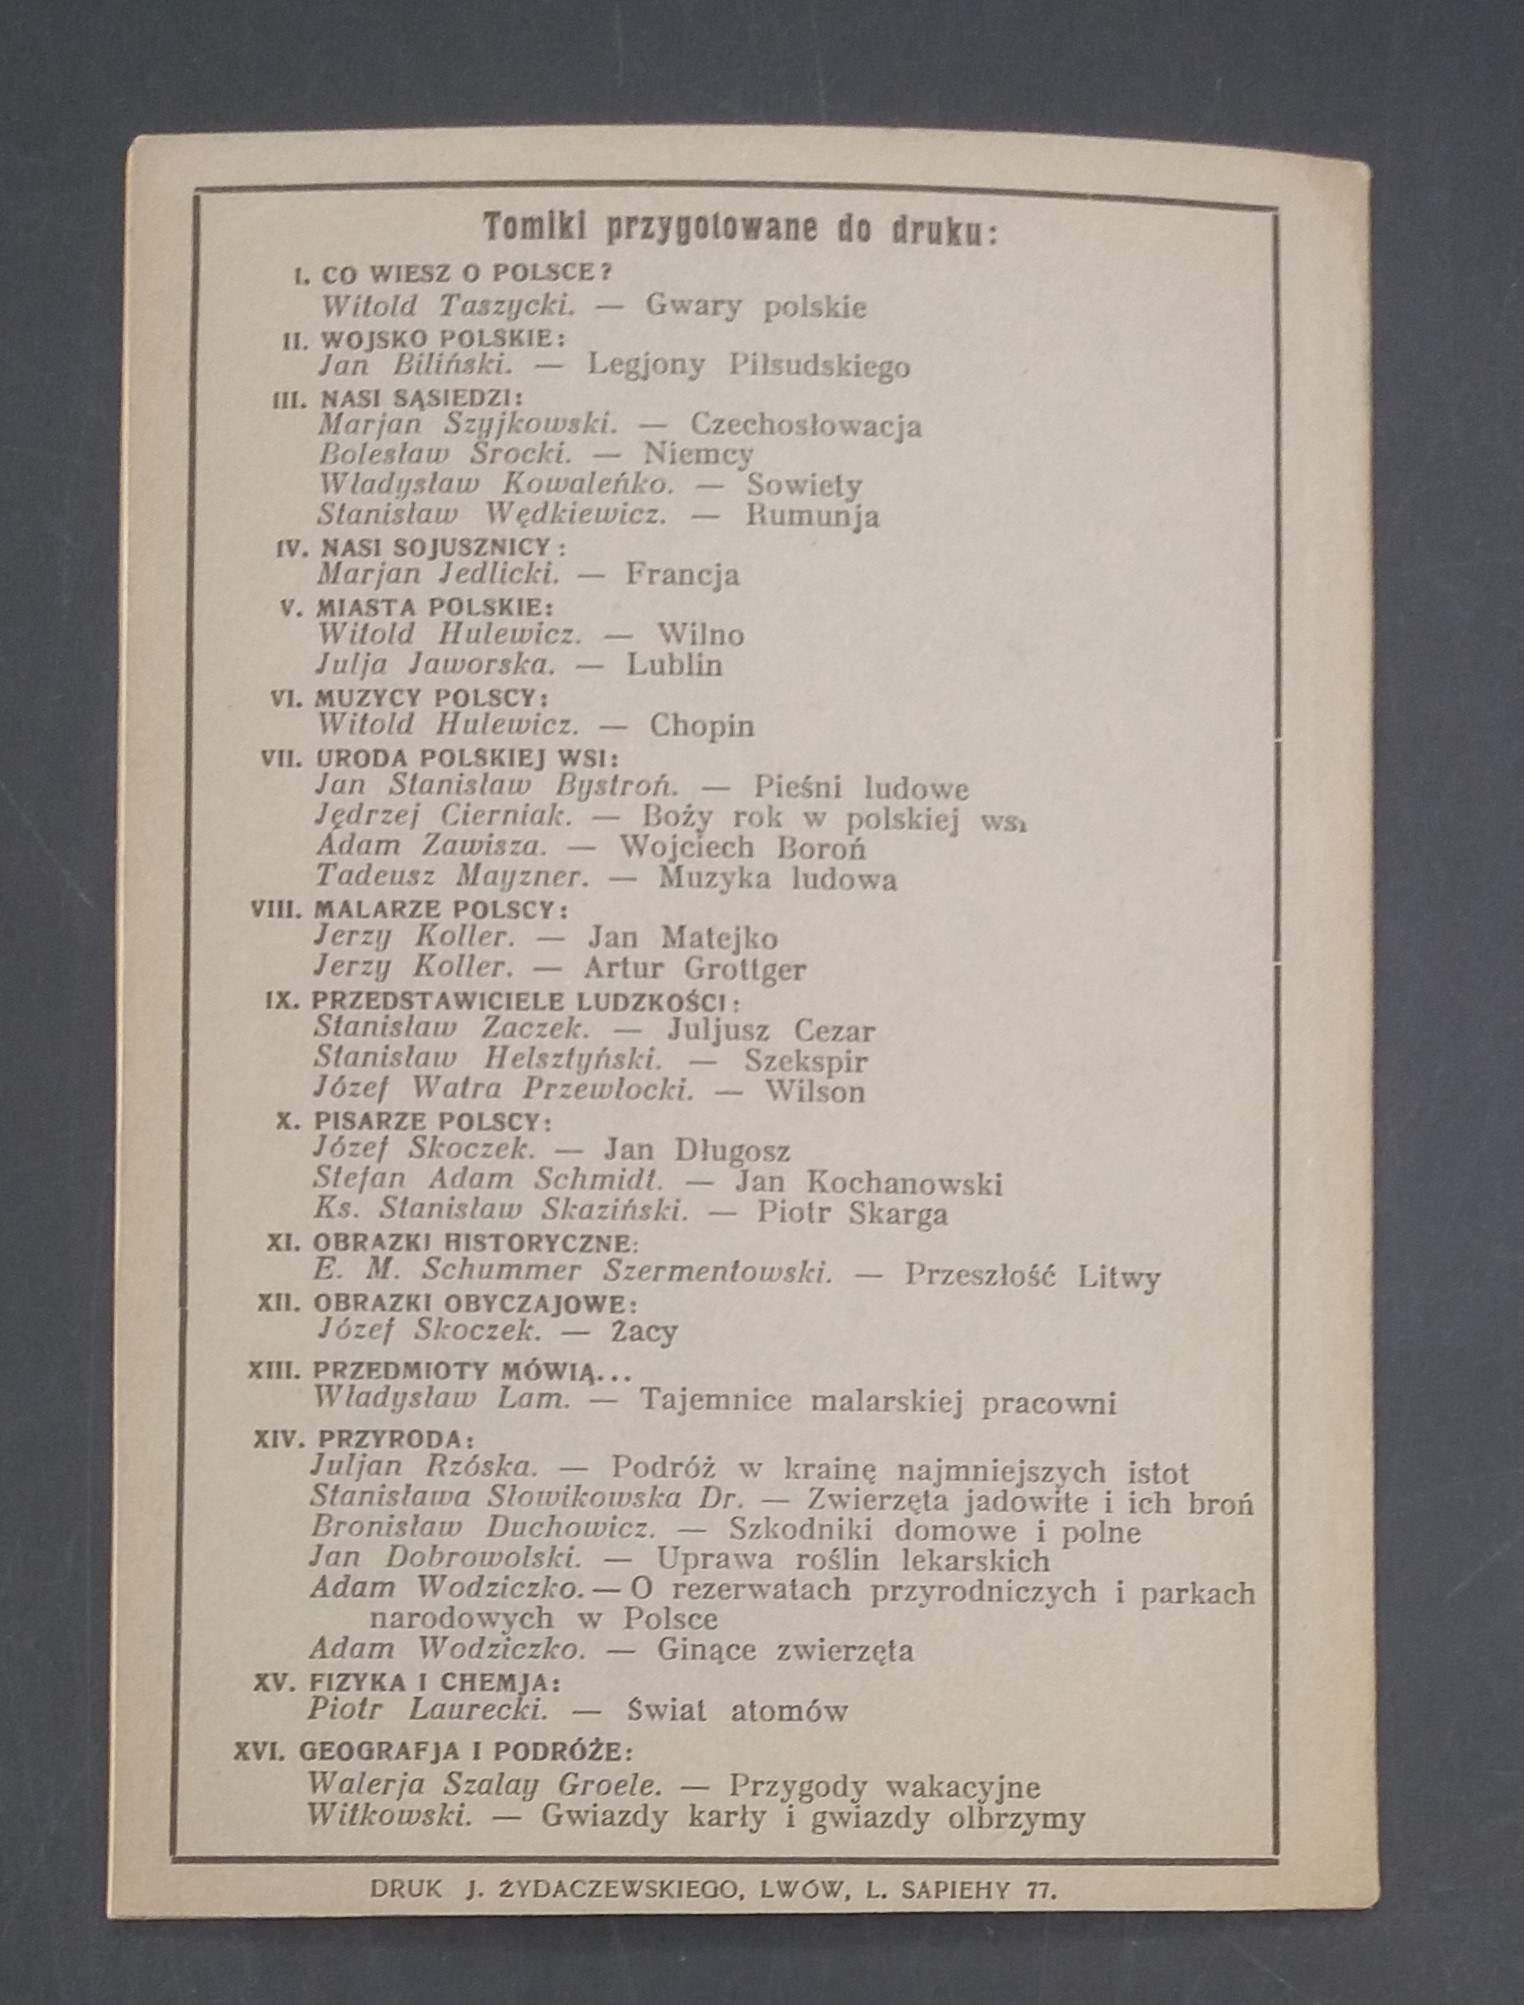 Tomiki przygotowane do druku:
I. CO WIESZ O POLSCE?
Witold Taszycki. — Gwary polskie
II. WOJSKO POLSKIE:
Jan Biliński. — Legjony Piłsudskiego
III. NASI SĄSIEDZI:
Marjan Szyjkowski. — Czechosłowacja
Bolesław Srocki. — Niemcy
Władysław Kowaleńko. — Sowiety
Stanisław Wędkiewicz. — Rumunja
IV. NASI SOJUSZNICY:
Marjan Jedlicki. — Francja
V. MIASTA POLSKIE:
Witold Hulewicz. — Wilno
Julja Jaworska. — Lublin
VI. MUZYCY POLSCY:
Witold Hulewicz. — Chopin
VII. URODA POLSKIEJ WSI:
Jan Stanisław Bystroń. — Pieśni ludowe
Jędrzej Cierniak. — Boży rok w polskiej wsi
Adam Zawisza. — Wojciech Boroń
Tadeusz Mayzner. — Muzyka ludowa
VIII. MALARZE POLSCY:
Jerzy Koller. — Jan Matejko
Jerzy Koller. — Artur Grottger
IX. PRZEDSTAWICIELE LUDZKOŚCI:
Stanisław Zaczek. — Juljusz Cezar
Stanisław Helsztyński. — Szekspir
Józef Watra Przewłocki. — Wilson
X. PISARZE POLSCY:
Józef Skoczek. — Jan Długosz
Stefan Adam Schmidt. — Jan Kochanowski
Ks. Stanisław Skaziński. — Piotr Skarga
XI. OBRAZKI HISTORYCZNE:
E. M. Schummer Szermentowski. — Przeszłość Litwy
XII. OBRAZKI OBYCZAJOWE:
Józef Skoczek. — Żacy
XIII. PRZEDMIOTY MÓWIĄ...
Władysław Lam. — Tajemnice malarskiej pracowni
XIV. PRZYRODA:
Juljan Rzóska. — Podróż w krainę najmniejszych istot
Stanisława Słowikowska Dr. — Zwierzęta jadowite i ich broń
Bronisław Duchowicz. — Szkodniki domowe i polne
Jan Dobrowolski. — Uprawa roślin lekarskich
Adam Wodziczko. — O rezerwatach przyrodniczych i parkach
narodowych w Polsce
Adam Wodziczko. — Ginące zwierzęta
XV. FIZYKA I CHEMJA:
Piotr Laurecki. — Świat atomów
XVI. GEOGRAFJA I PODRÓŻE:
Walerja Szalay Groele. — Przygody wakacyjne
Witkowski. — Gwiazdy karły i gwiazdy olbrzymy
DRUK J. ŻYDACZEWSKIEGO, LWÓW, L. SAPIEHY 77.